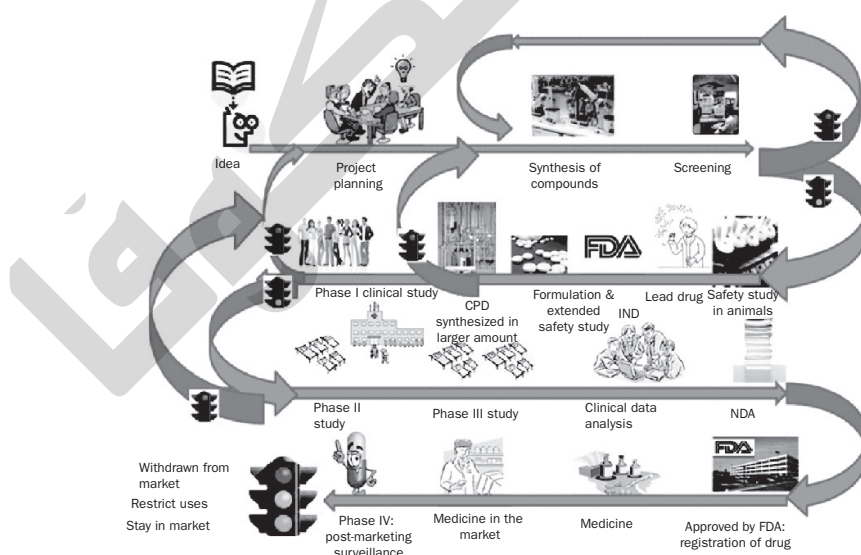 Idea
Project
planning
Synthesis of
compounds
Screening
Phase I clinical study
CPD
synthesized in
larger amount
Formulation &
extended
safety study
FDA
IND
Lead drug
Safety study
in animals
Phase II
study
Phase III study
Clinical data
analysis
NDA
Withdrawn from
market
Restrict uses
Stay in market
Phase IV:
post-marketing
surveillance
Medicine in the
market
Medicine
FDA
Approved by FDA:
registration of drug